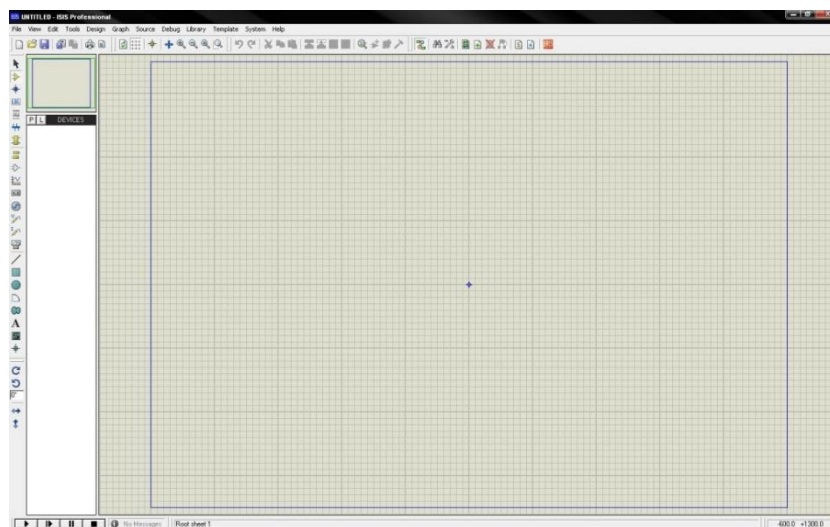 ISIS UNTITLED - ISIS Professional
File View Edit Tools Design Graph Source Debug Library Template System Help
P L DEVICES
A
No Messages Root sheet 1 -600.0 +1300.0